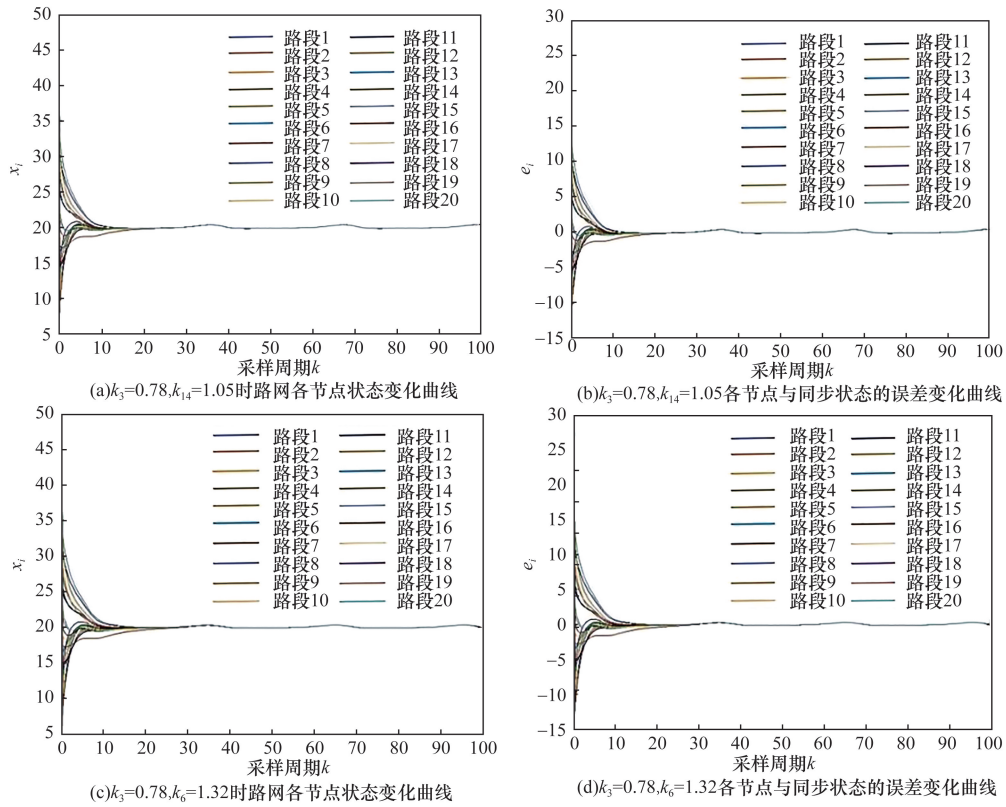 50
45
40
35
30
25
20
15
10
5
x_i
路段1 路段11
路段2 路段12
路段3 路段13
路段4 路段14
路段5 路段15
路段6 路段16
路段7 路段17
路段8 路段18
路段9 路段19
路段10 路段20
0 10 20 30 40 50 60 70 80 90 100
采样周期k
(a)k₃=0.78,k₁₄=1.05时路网各节点状态变化曲线
30
25
20
15
10
5
0
−5
−10
−15
e_i
路段1 路段11
路段2 路段12
路段3 路段13
路段4 路段14
路段5 路段15
路段6 路段16
路段7 路段17
路段8 路段18
路段9 路段19
路段10 路段20
0 10 20 30 40 50 60 70 80 90 100
采样周期k
(b)k₃=0.78,k₁₄=1.05各节点与同步状态的误差变化曲线
50
45
40
35
30
25
20
15
10
5
x_i
路段1 路段11
路段2 路段12
路段3 路段13
路段4 路段14
路段5 路段15
路段6 路段16
路段7 路段17
路段8 路段18
路段9 路段19
路段10 路段20
0 10 20 30 40 50 60 70 80 90 100
采样周期k
(c)k₃=0.78,k₆=1.32时路网各节点状态变化曲线
30
25
20
15
10
5
0
−5
−10
−15
e_i
路段1 路段11
路段2 路段12
路段3 路段13
路段4 路段14
路段5 路段15
路段6 路段16
路段7 路段17
路段8 路段18
路段9 路段19
路段10 路段20
0 10 20 30 40 50 60 70 80 90 100
采样周期k
(d)k₃=0.78,k₆=1.32各节点与同步状态的误差变化曲线